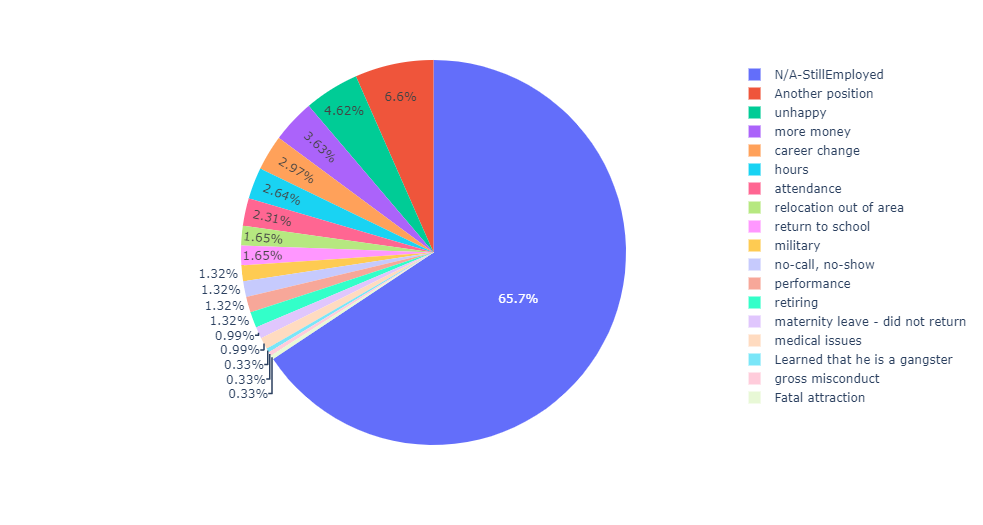 6.6%
4.62%
3.63%
2.97%
2.64%
2.31%
1.65%
1.65%
1.32%
1.32%
1.32%
1.32%
0.99%
0.99%
0.33%
0.33%
0.33%
65.7%
N/A-StillEmployed
Another position
unhappy
more money
career change
hours
attendance
relocation out of area
return to school
military
no-call, no-show
performance
retiring
maternity leave - did not return
medical issues
Learned that he is a gangster
gross misconduct
Fatal attraction